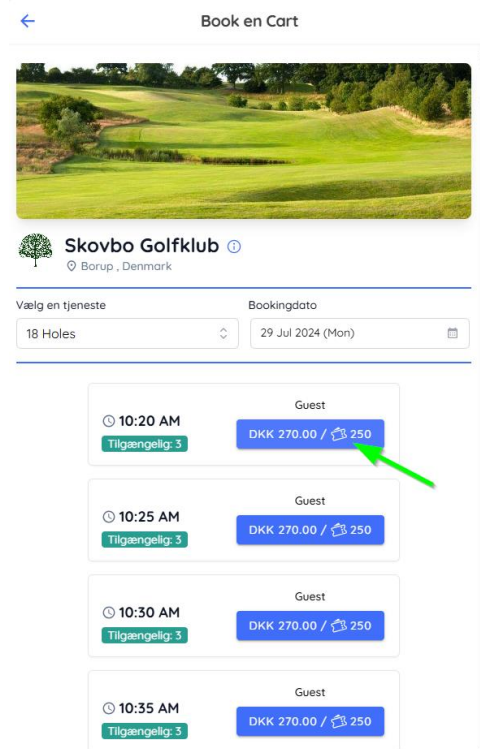 Book en Cart
Skovbo Golfklub
Borup , Denmark
Vælg en tjeneste
Bookingdato
18 Holes
29 Jul 2024 (Mon)
Guest
10:20 AM
DKK 270.00 / 250
Tilgængelig: 3
Guest
10:25 AM
DKK 270.00 / 250
Tilgængelig: 3
Guest
10:30 AM
DKK 270.00 / 250
Tilgængelig: 3
Guest
10:35 AM
DKK 270.00 / 250
Tilgængelig: 3